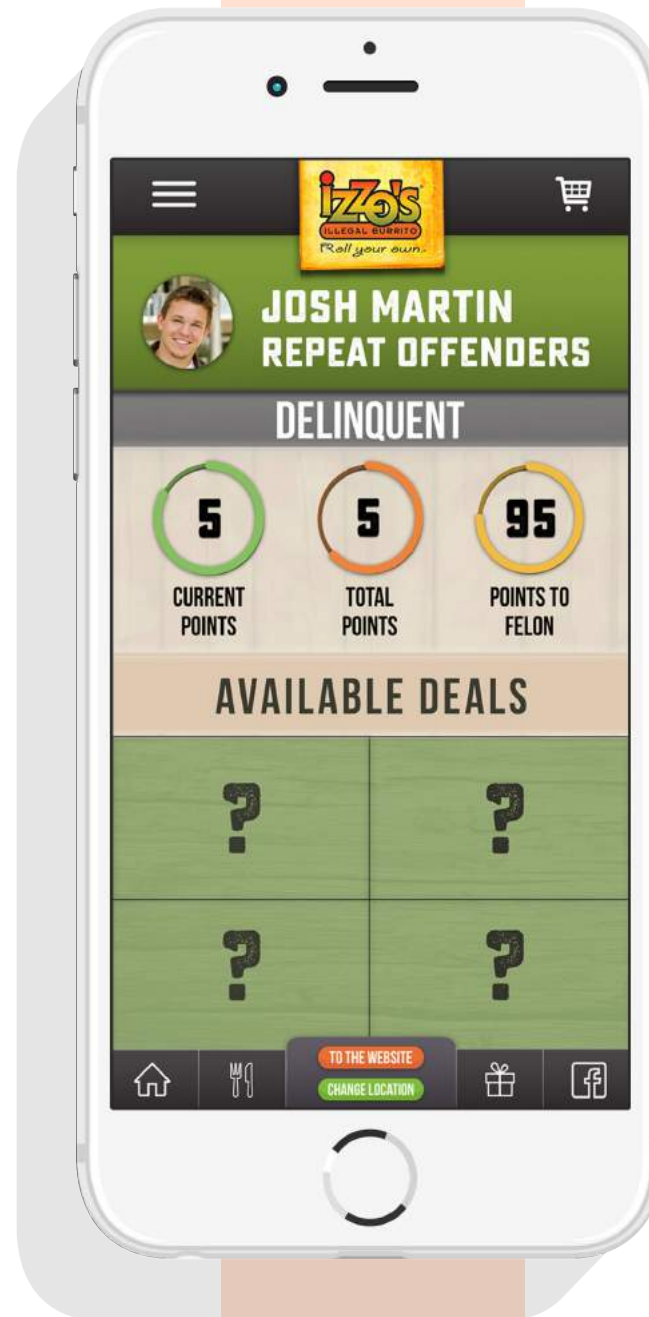 izzo's
ILLEGAL BURRITO
Roll your own.
JOSH MARTIN
REPEAT OFFENDERS
DELINQUENT
5
5
95
CURRENT
POINTS
TOTAL
POINTS
POINTS TO
FELON
AVAILABLE DEALS
?
?
?
?
TO THE WEBSITE
CHANGE LOCATION